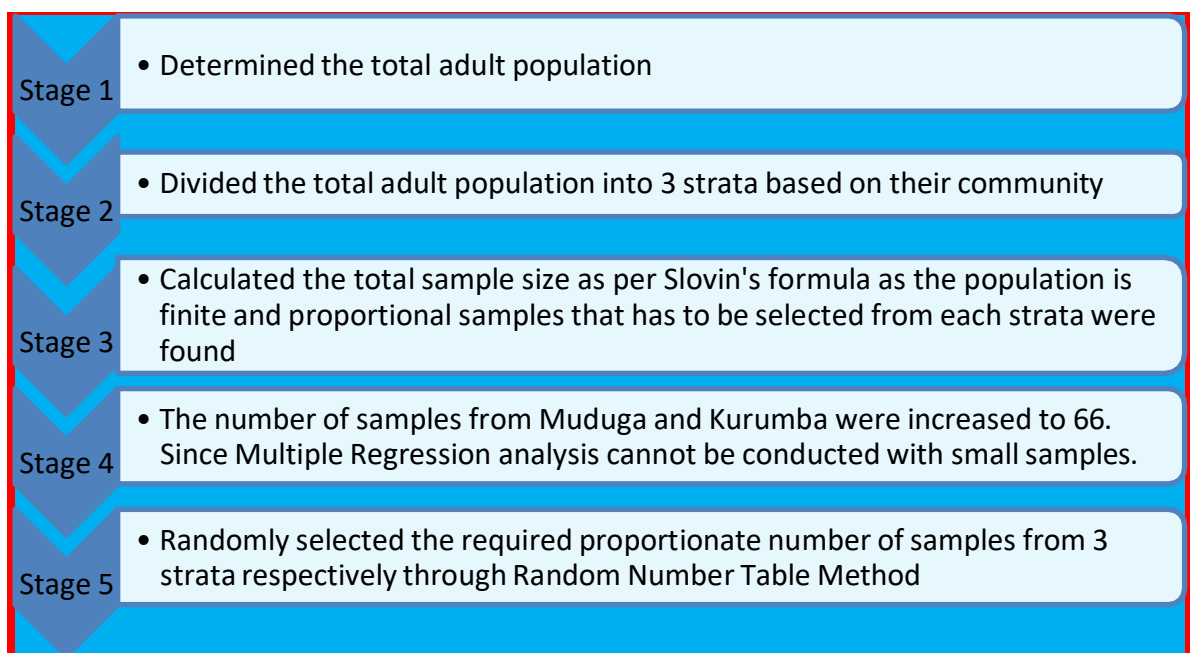 Stage 1
• Determined the total adult population
Stage 2
• Divided the total adult population into 3 strata based on their community
Stage 3
• Calculated the total sample size as per Slovin's formula as the population is
finite and proportional samples that has to be selected from each strata were
found
Stage 4
• The number of samples from Muduga and Kurumba were increased to 66.
Since Multiple Regression analysis cannot be conducted with small samples.
Stage 5
• Randomly selected the required proportionate number of samples from 3
strata respectively through Random Number Table Method